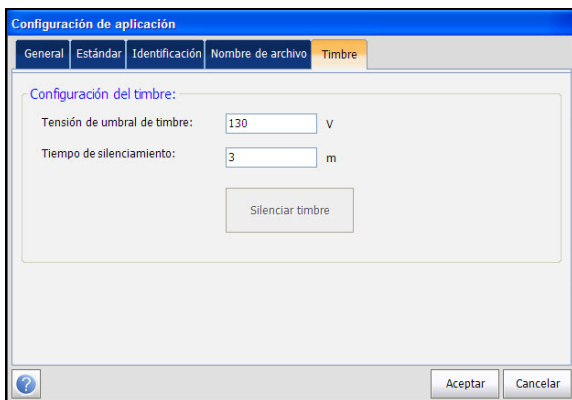 Configuración de aplicación
General Estándar Identificación Nombre de archivo Timbre
Configuración del timbre:
Tensión de umbral de timbre: 130 V
Tiempo de silenciamiento: 3 m
Silenciar timbre
? Aceptar Cancelar